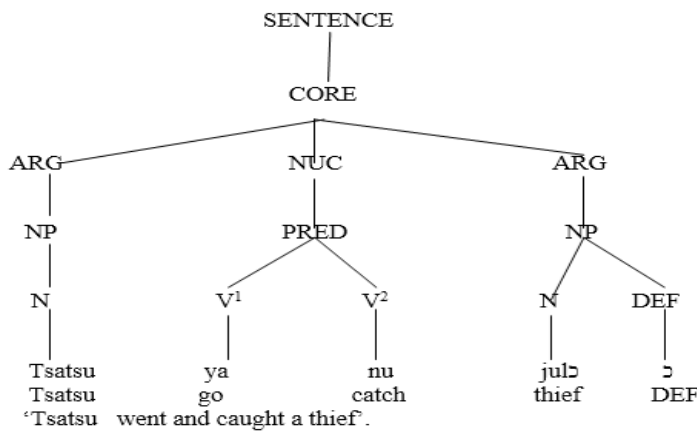 SENTENCE
CORE
ARG NUC ARG
NP PRED NP
N V¹ V² N DEF
Tsatsu ya nu julɔ ɔ
Tsatsu go catch thief DEF
‘Tsatsu went and caught a thief’.